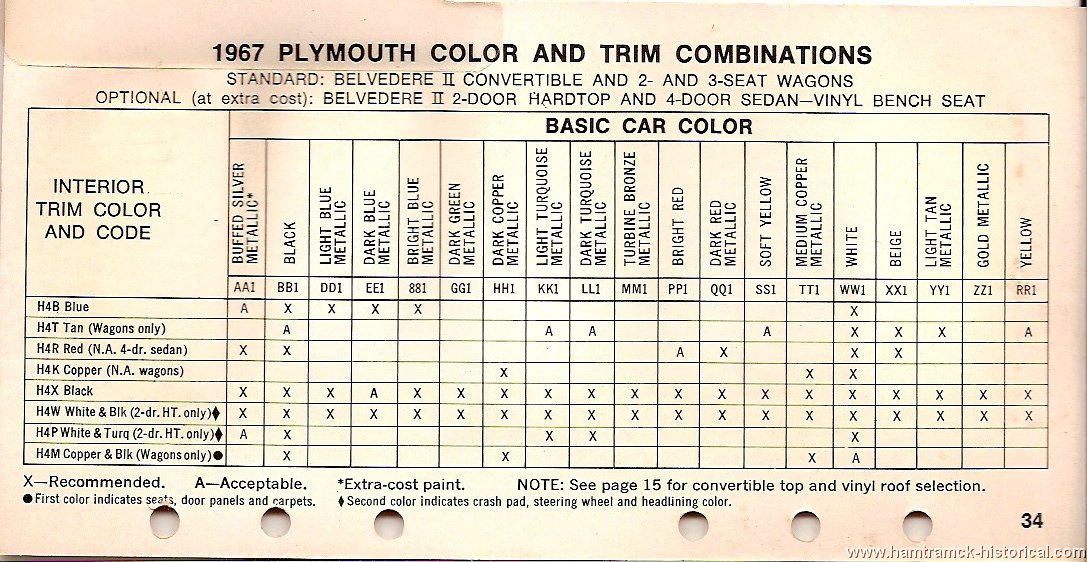 1967 PLYMOUTH COLOR AND TRIM COMBINATIONS
STANDARD: BELVEDERE II CONVERTIBLE AND 2- AND 3-SEAT WAGONS
OPTIONAL (at extra cost): BELVEDERE II 2-DOOR HARDTOP AND 4-DOOR SEDAN—VINYL BENCH SEAT
BASIC CAR COLOR
INTERIOR
TRIM COLOR
AND CODE
BUFFED SILVER
METALLIC*
BLACK
LIGHT BLUE
METALLIC
DARK BLUE
METALLIC
BRIGHT BLUE
METALLIC
DARK GREEN
METALLIC
DARK COPPER
METALLIC
LIGHT TURQUOISE
METALLIC
DARK TURQUOISE
METALLIC
TURBINE BRONZE
METALLIC
BRIGHT RED
DARK RED
METALLIC
SOFT YELLOW
MEDIUM COPPER
METALLIC
WHITE
BEIGE
LIGHT TAN
METALLIC
GOLD METALLIC
YELLOW
AA1 BB1 DD1 EE1 881 GG1 HH1 KK1 LL1 MM1 PP1 QQ1 SS1 TT1 WW1 XX1 YY1 ZZ1 RR1
H4B Blue A X X X X X
H4T Tan (Wagons only) A A A A X X X A
H4R Red (N.A. 4-dr. sedan) X X A X X X
H4K Copper (N.A. wagons) X X X
H4X Black X X X A X X X X X X X X X X X X X X X
H4W White & Blk (2-dr. HT. only)♦ X X X X X X X X X X X X X X X X X X X
H4P White & Turq (2-dr. HT. only)♦ A X X X X
H4M Copper & Blk (Wagons only)● X X X A
X—Recommended. A—Acceptable. *Extra-cost paint. NOTE: See page 15 for convertible top and vinyl roof selection.
●First color indicates seats, door panels and carpets. ♦Second color indicates crash pad, steering wheel and headlining color.
34
www.hamtramck-historical.com